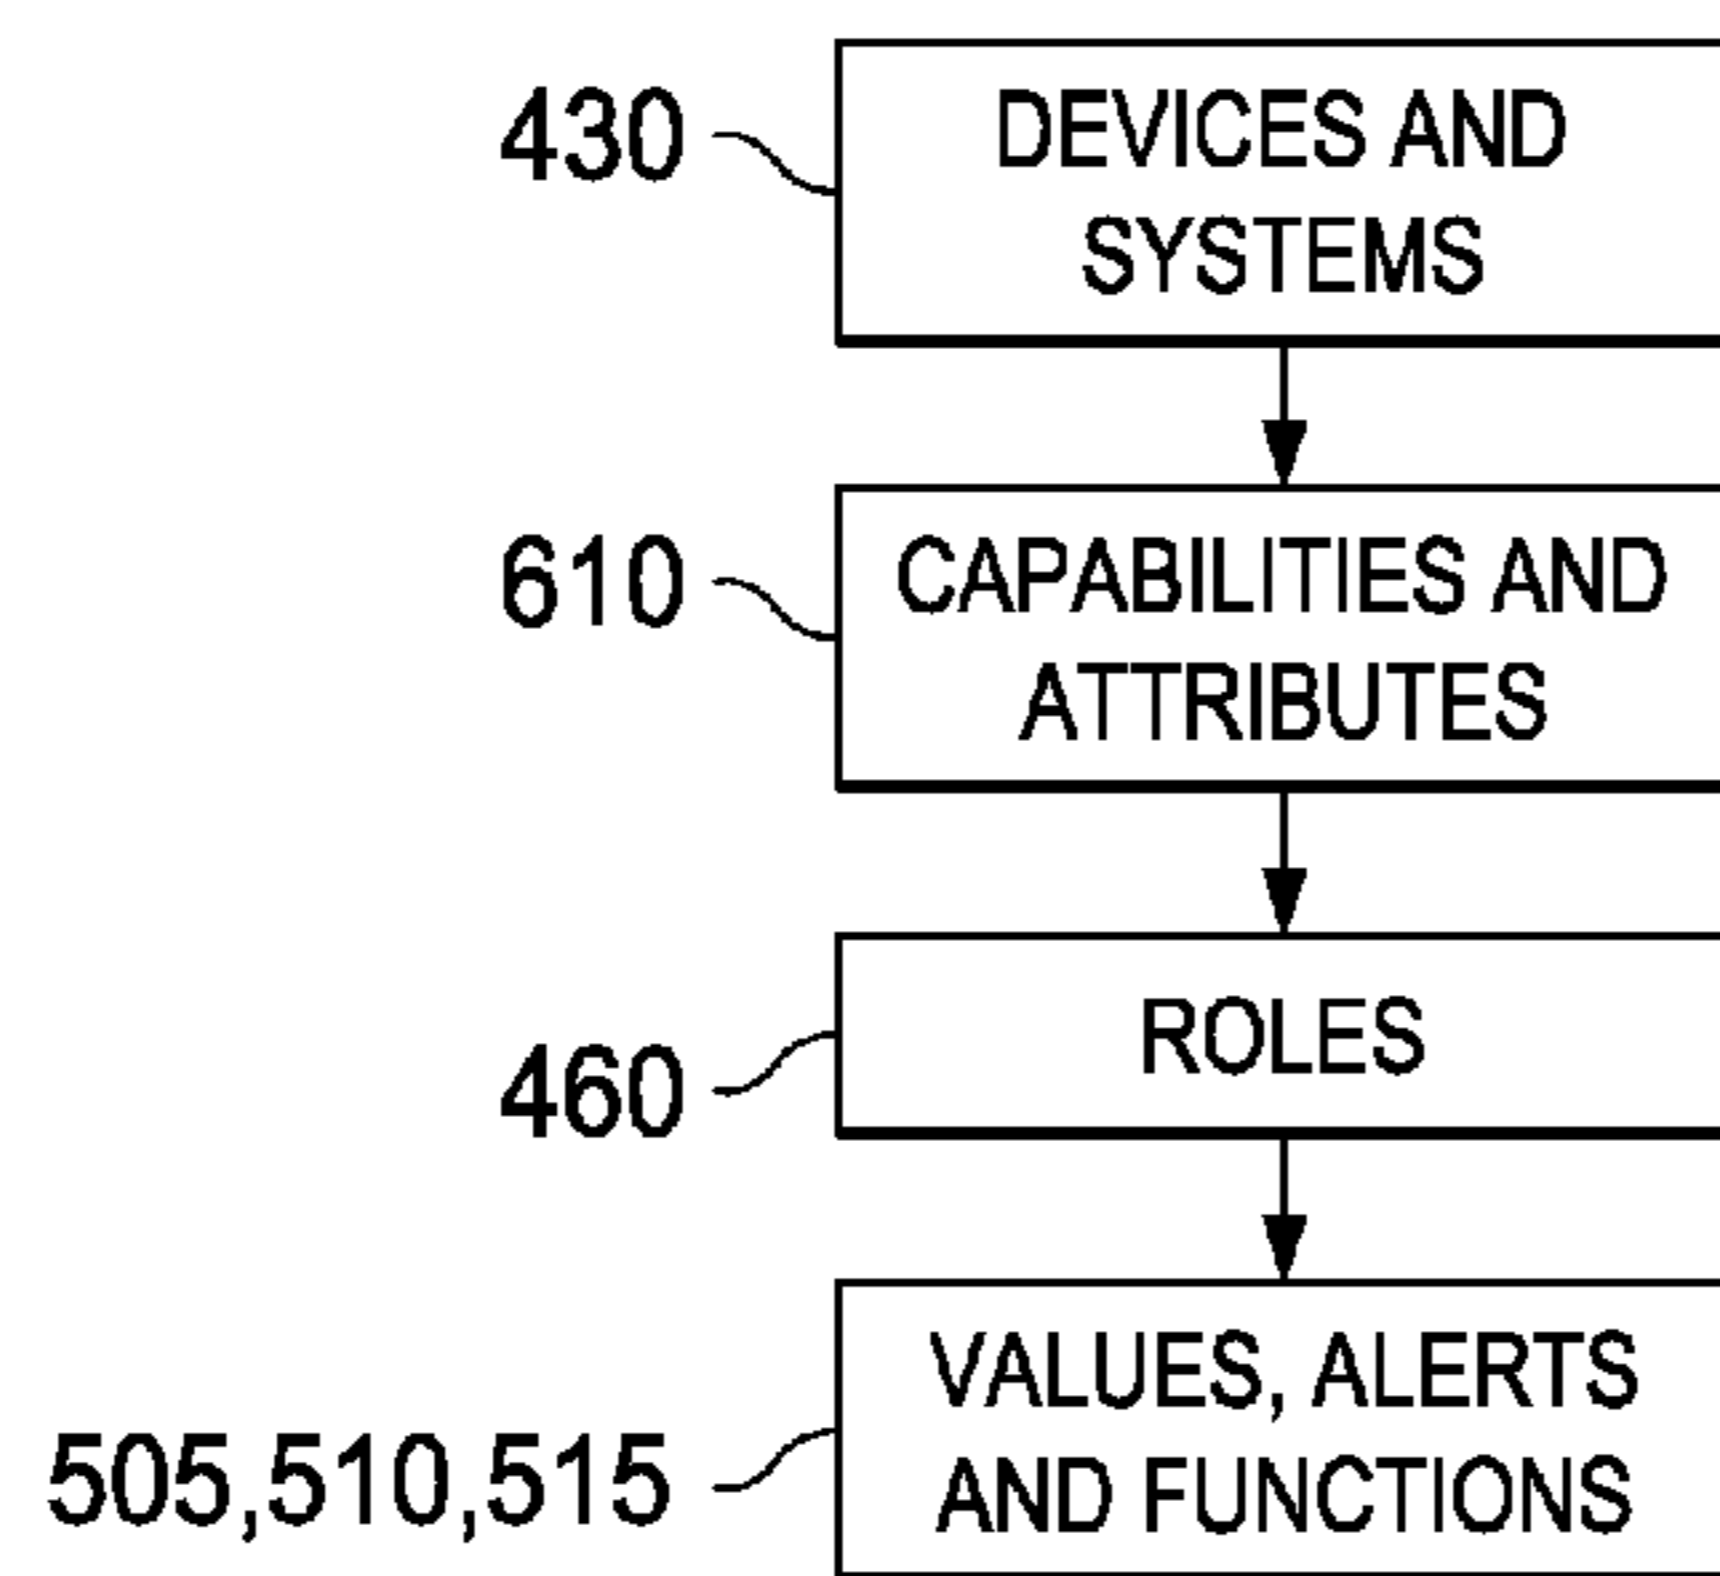 430
DEVICES AND
SYSTEMS
610
CAPABILITIES AND
ATTRIBUTES
460
ROLES
505,510,515
VALUES, ALERTS
AND FUNCTIONS